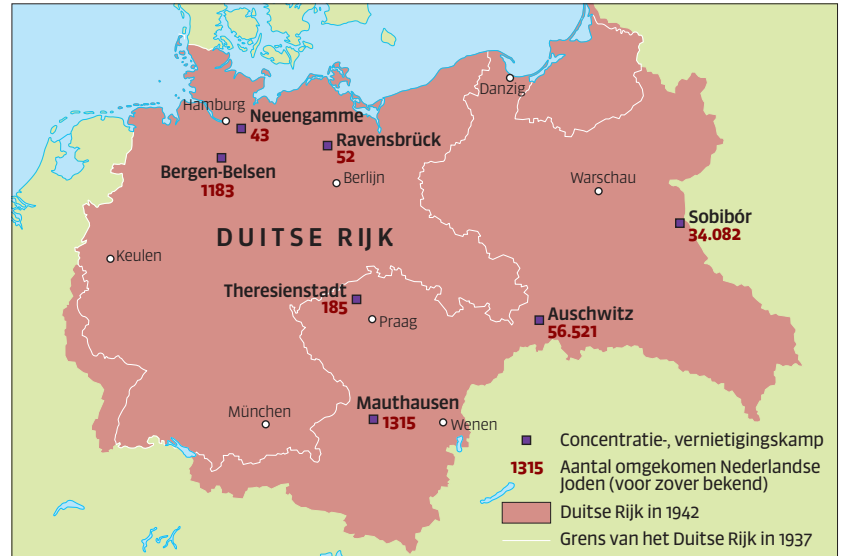 Danzig
Hamburg
Neuengamme
43
Ravensbrück
52
Bergen-Belsen
1183
Berlijn
Warschau
Sobibór
34.082
DUITSE RIJK
Keulen
Theresienstadt
185
Praag
Auschwitz
56.521
Mauthausen
1315
München
Wenen
Concentratie-, vernietigingskamp
1315 Aantal omgekomen Nederlandse
Joden (voor zover bekend)
Duitse Rijk in 1942
Grens van het Duitse Rijk in 1937